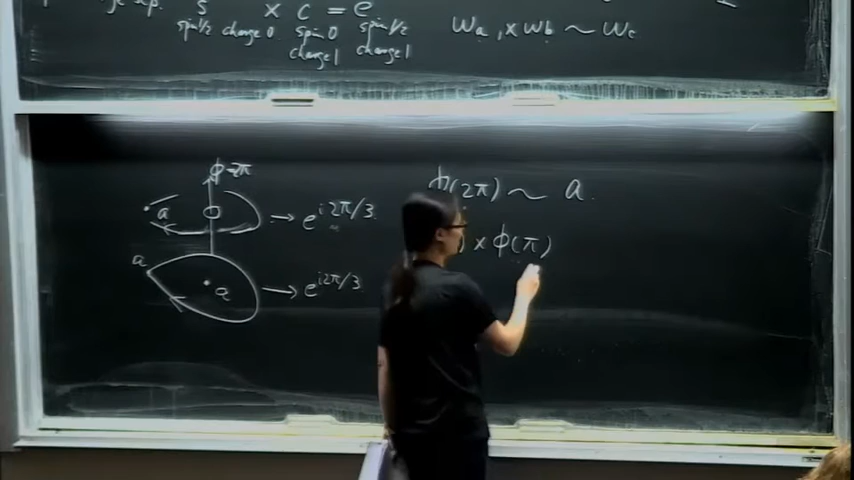 s
× c = e
spin ½ charge 0 spin 0 spin ½
charge 1 charge 1
Wa × Wb ~ Wc
ϕ=2π
a
→ e^{i2π/3}
a
a
→ e^{i2π/3}
ϕ(2π) ~ a
) × ϕ(π)